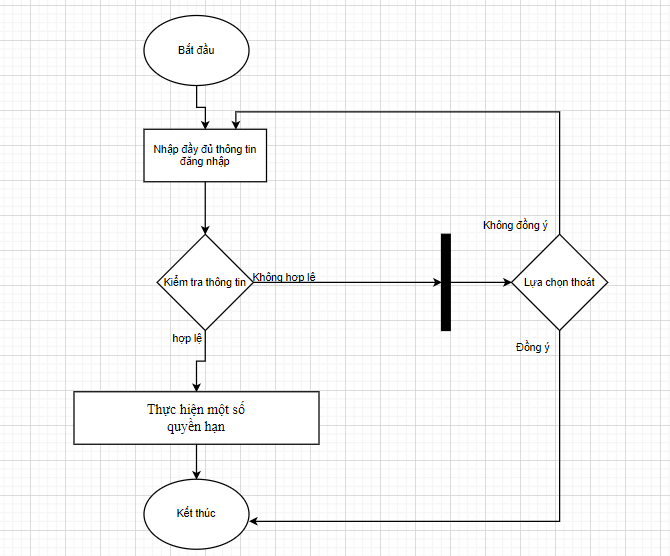 Bắt đầu
Nhập đầy đủ thông tin
đăng nhập
Không đồng ý
Kiểm tra thông tin
Không hợp lệ
Lựa chọn thoát
hợp lệ
Đồng ý
Thực hiện một số
quyền hạn
Kết thúc